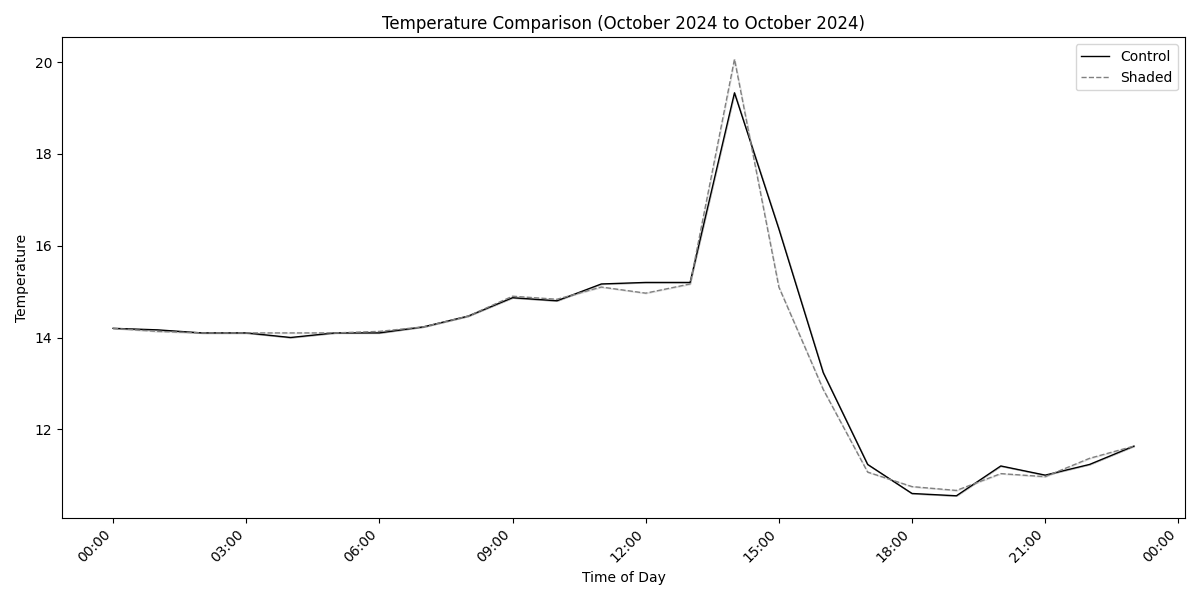 Temperature Comparison (October 2024 to October 2024)
Control
Shaded
Temperature
20
18
16
14
12
00:00
03:00
06:00
09:00
12:00
15:00
18:00
21:00
00:00
Time of Day